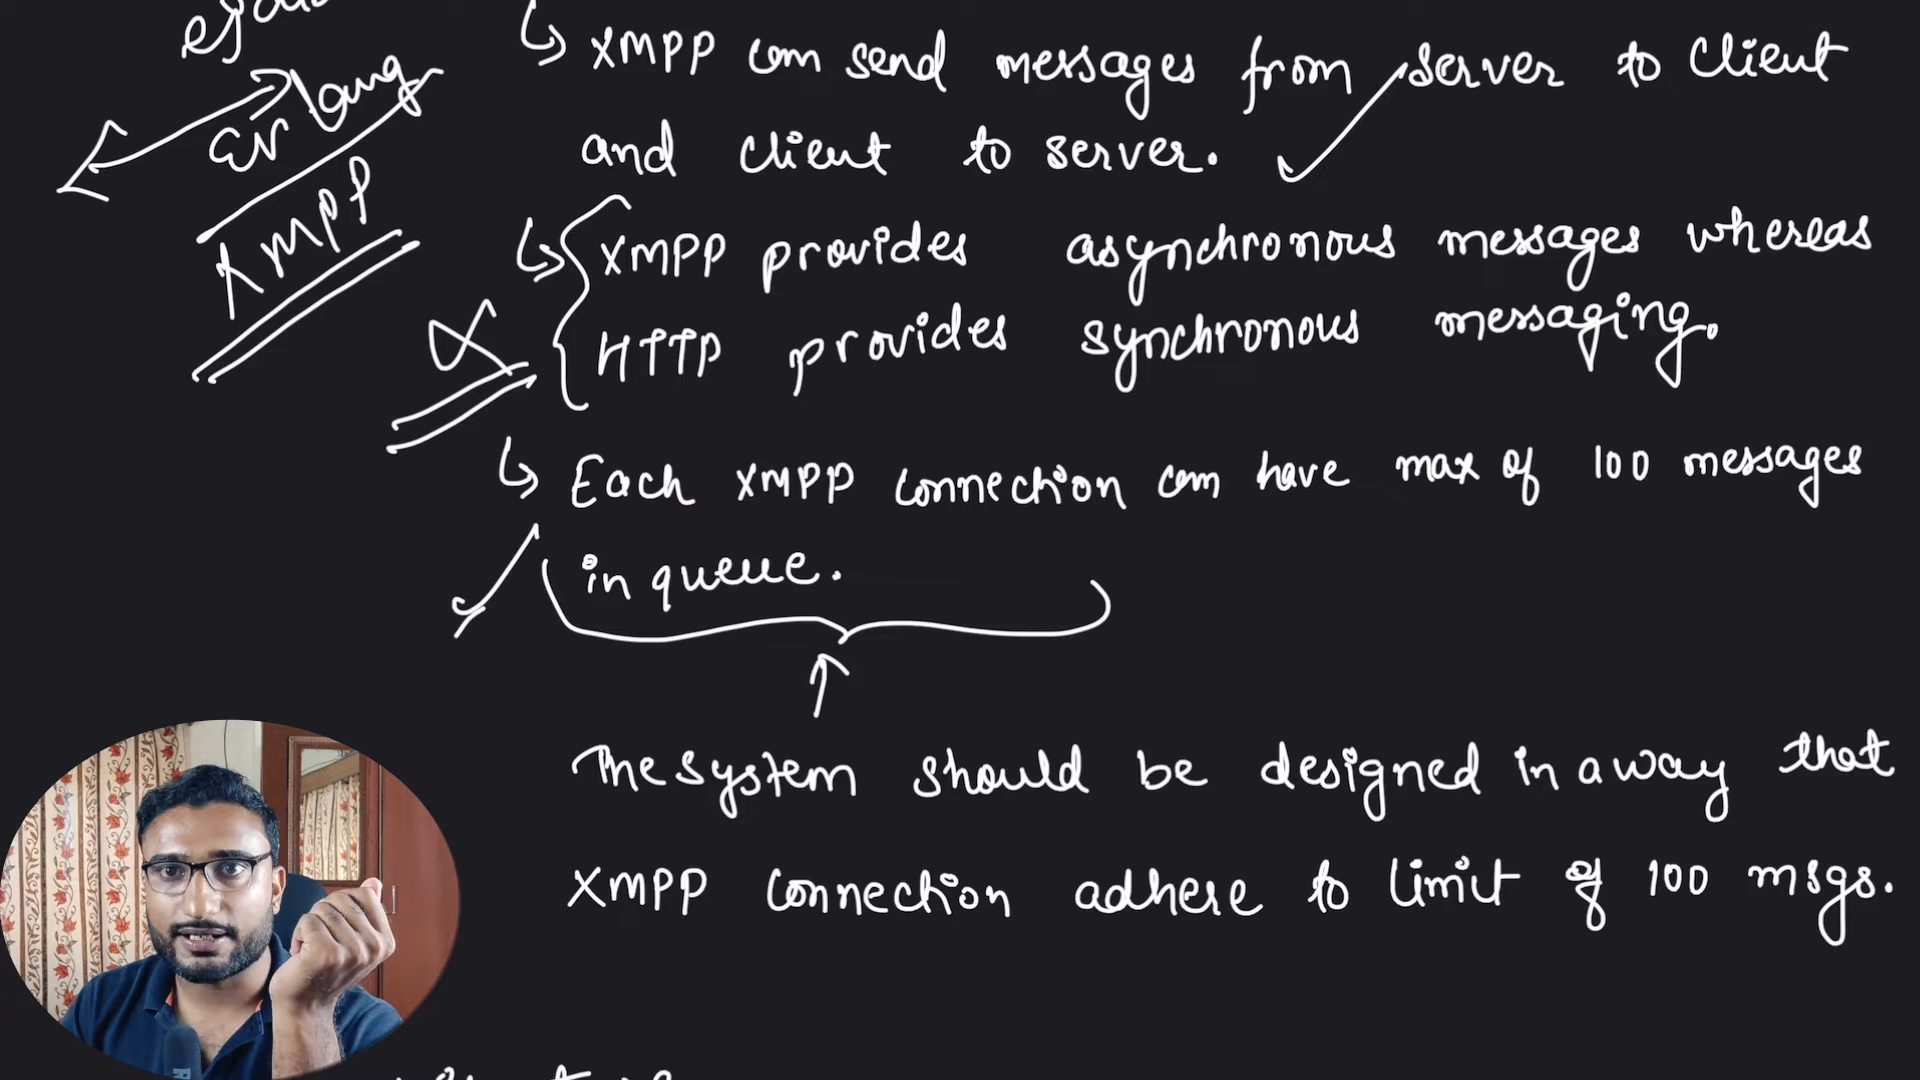 XMPP can send messages from server to Client
and client to server.
Erlang
XMPP
XMPP provides asynchronous messages whereas
HTTP provides synchronous messaging.
Each XMPP connection can have max of 100 messages
in queue.
The system should be designed in a way that
XMPP connection adhere to limit of 100 msgs.